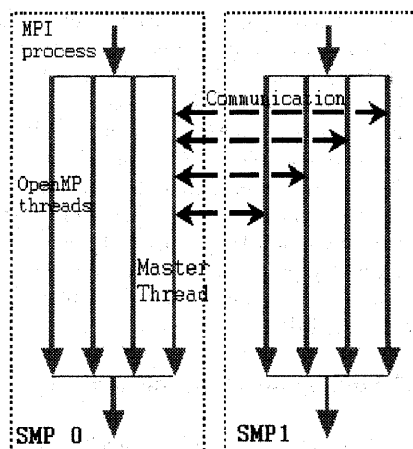 MPI
process
Communication
OpenMP
threads
Master
Thread
SMP 0
SMP1